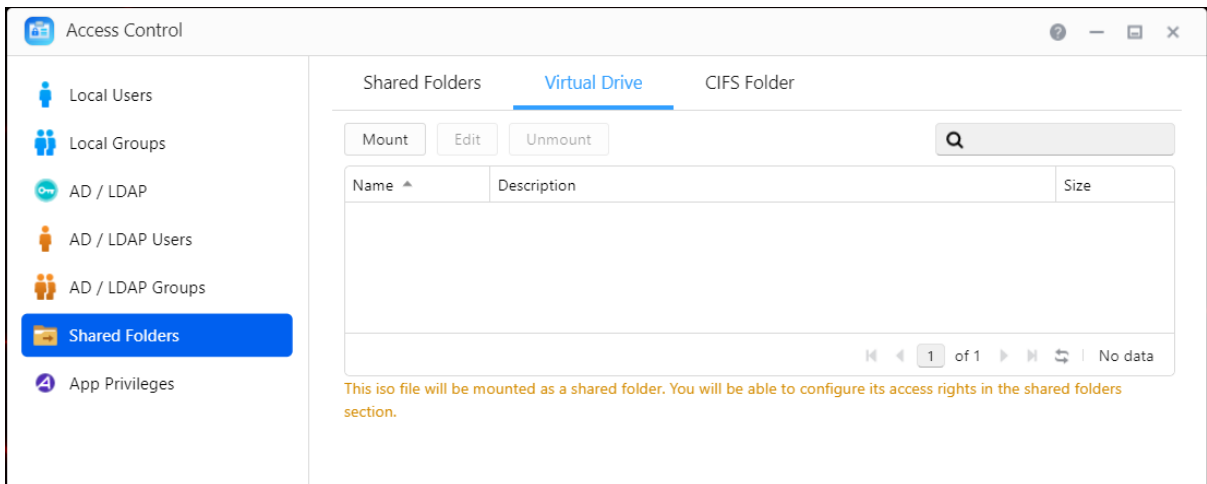 Access Control
Local Users
Local Groups
AD / LDAP
AD / LDAP Users
AD / LDAP Groups
Shared Folders
App Privileges
Shared Folders Virtual Drive CIFS Folder
Mount Edit Unmount
Name Description Size
1 of 1 No data
This iso file will be mounted as a shared folder. You will be able to configure its access rights in the shared folders
section.